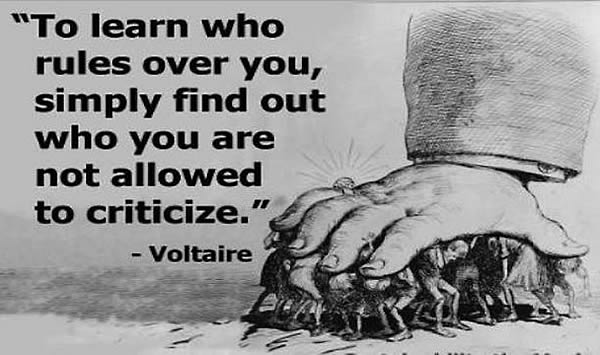 “To learn who
rules over you,
simply find out
who you are
not allowed
to criticize.”
- Voltaire